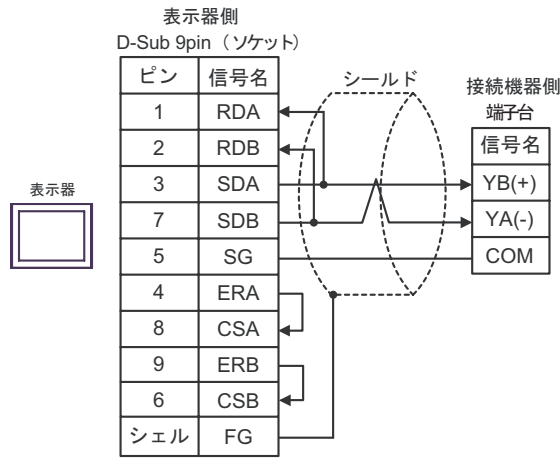 表示器側
D-Sub 9pin（ソケット）
ピン 信号名
1 RDA
2 RDB
3 SDA
7 SDB
5 SG
4 ERA
8 CSA
9 ERB
6 CSB
シェル FG
表示器
シールド
接続機器側
端子台
信号名
YB(+)
YA(-)
COM